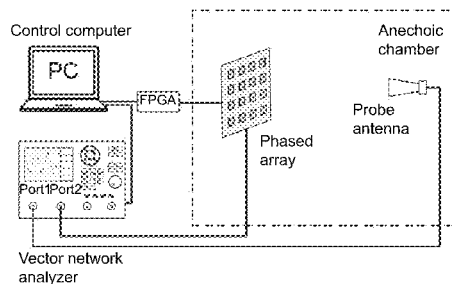 Control computer
PC
FPGA
Anechoic
chamber
Probe
antenna
Phased
array
Port1Port2
Vector network
analyzer